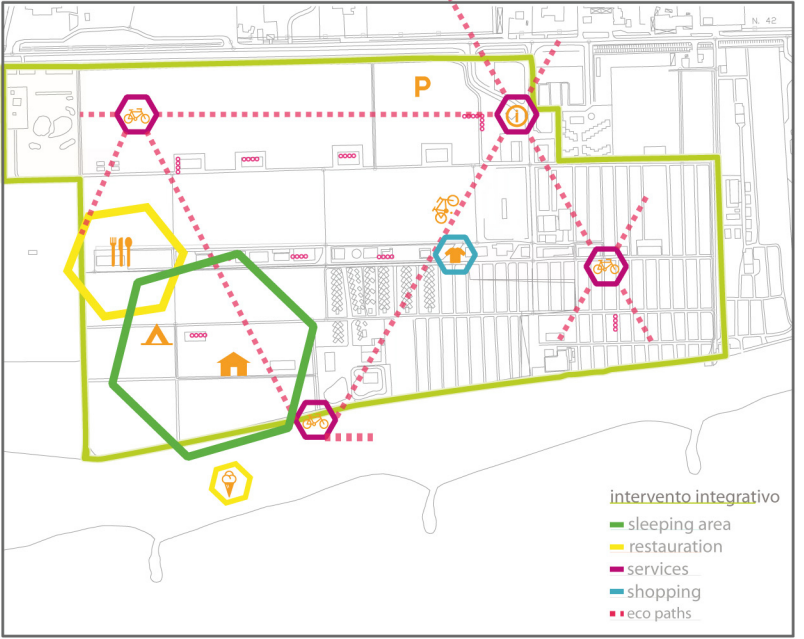 N. 42
P
i
intervento integrativo
sleeping area
restauration
services
shopping
eco paths